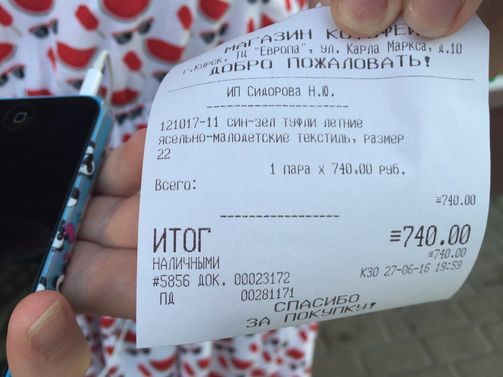 МАГАЗИН КОТОФЕЙ
Г.КУРСК, ТЦ "ЕВРОПА", УЛ. КАРЛА МАРКСА, Д.10
ДОБРО ПОЖАЛОВАТЬ!
ИП СИДОРОВА Н.Ю.
121017-11 СИН-ЗЕЛ ТУФЛИ ЛЕТНИЕ
ЯСЕЛЬНО-МАЛОДЕТСКИЕ ТЕКСТИЛЬ, РАЗМЕР
22
1 ПАРА X 740,00 РУБ.
ВСЕГО:
≡740.00
ИТОГ ≡740.00
НАЛИЧНЫМИ ≡740.00
#5856 ДОК. 00023172 К30 27-06-16 19:59
ПД 00281171
СПАСИБО
ЗА ПОКУПКУ!